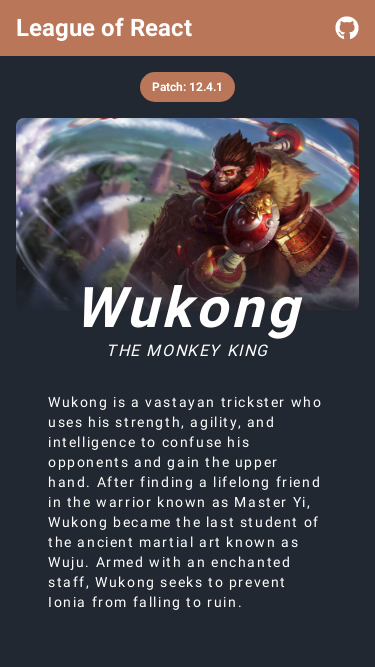 League of React
Patch: 12.4.1
Wukong
THE MONKEY KING
Wukong is a vastayan trickster who
uses his strength, agility, and
intelligence to confuse his
opponents and gain the upper
hand. After finding a lifelong friend
in the warrior known as Master Yi,
Wukong became the last student of
the ancient martial art known as
Wuju. Armed with an enchanted
staff, Wukong seeks to prevent
Ionia from falling to ruin.